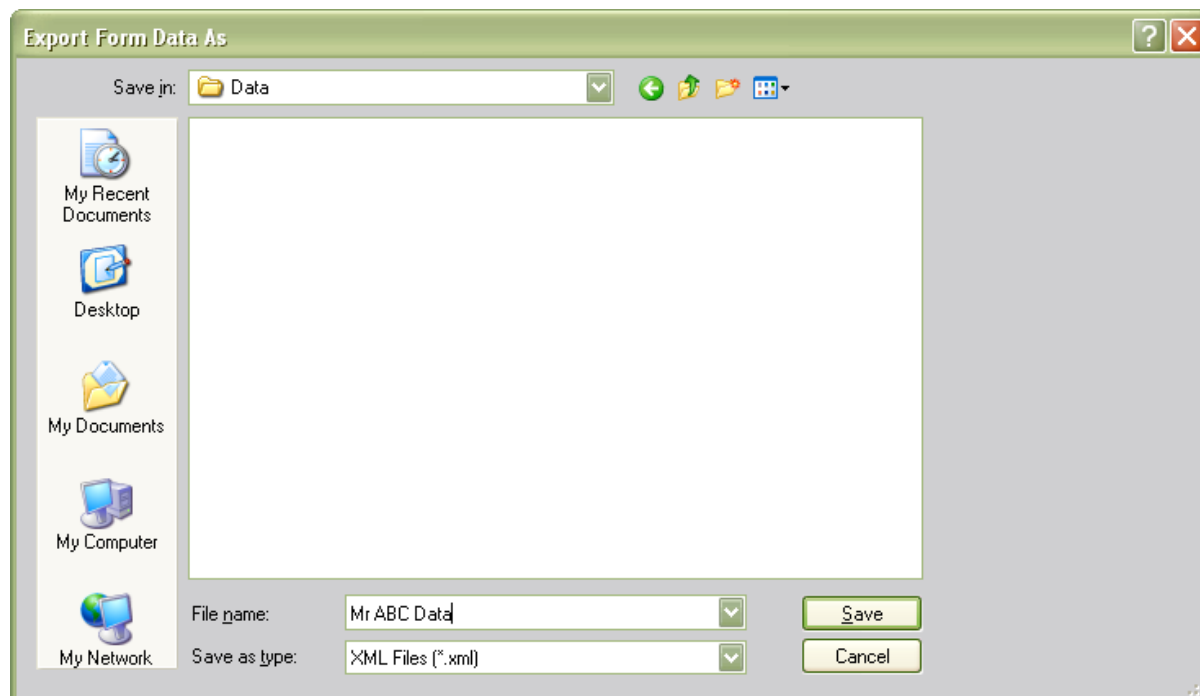 Export Form Data As
Save in: Data
My Recent
Documents
Desktop
My Documents
My Computer
My Network
File name: Mr ABC Data Save
Save as type: XML Files (*.xml) Cancel